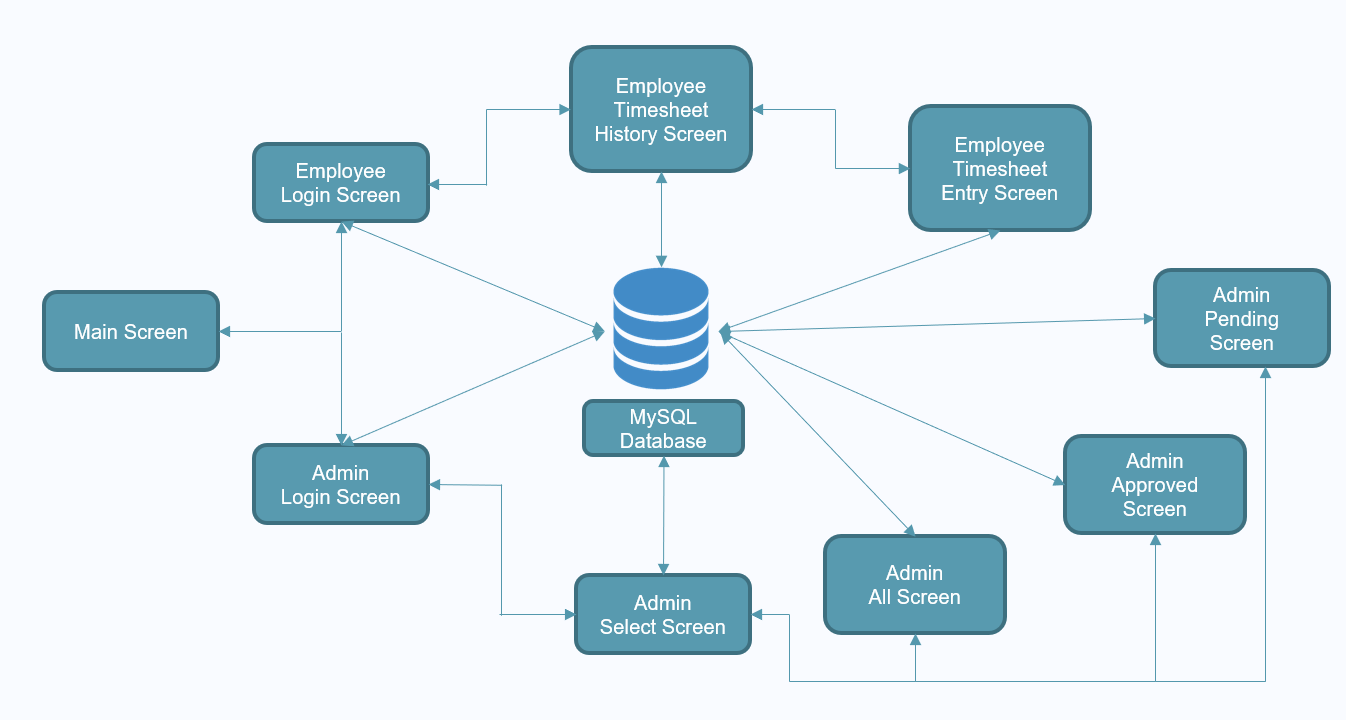 Employee
Timesheet
History Screen
Employee
Timesheet
Entry Screen
Employee
Login Screen
Main Screen
Admin
Pending
Screen
MySQL
Database
Admin
Login Screen
Admin
Approved
Screen
Admin
All Screen
Admin
Select Screen